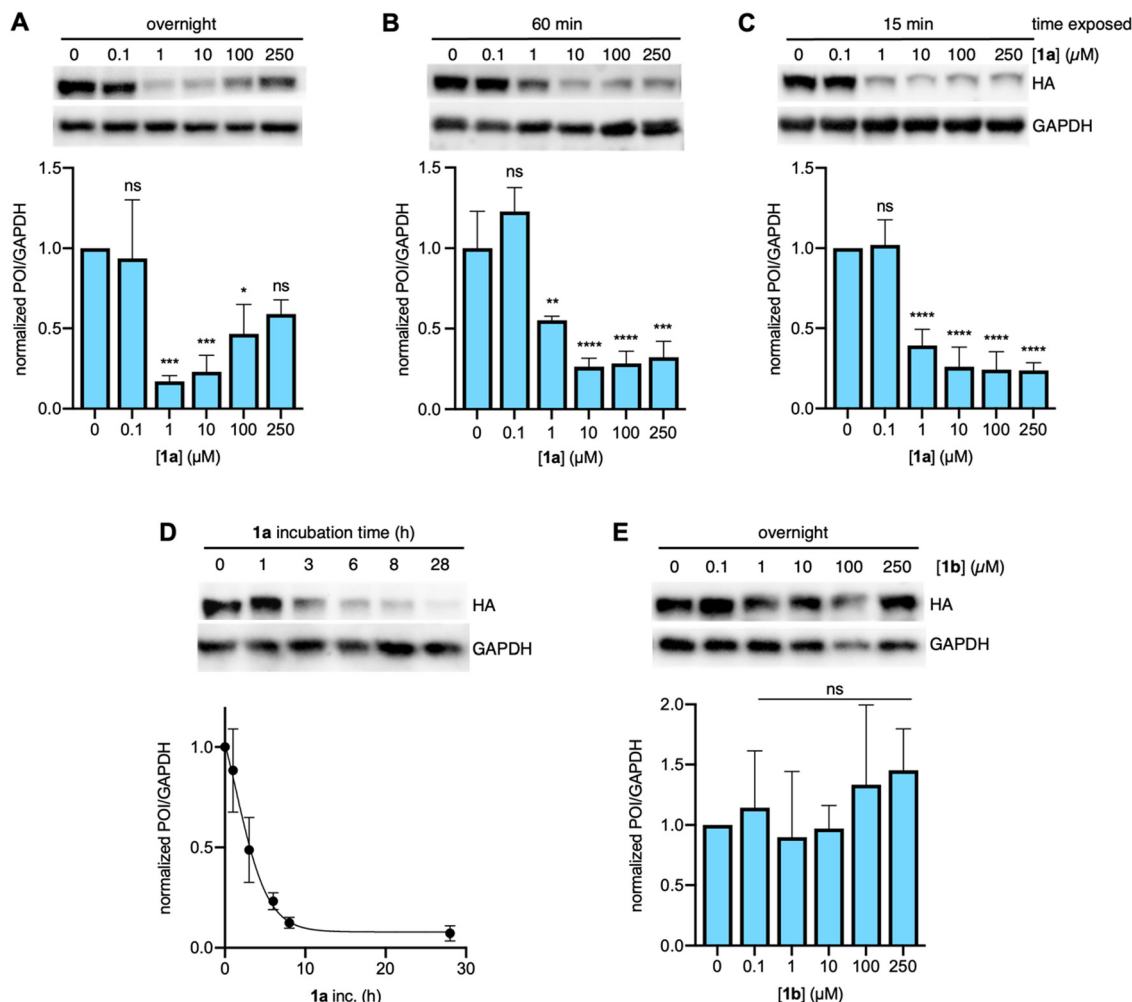 A
overnight
0 0.1 1 10 100 250
B
60 min
0 0.1 1 10 100 250
C
15 min
time exposed
0 0.1 1 10 100 250
[1a] (µM)
HA
GAPDH
normalized POI/GAPDH
1.5
1.0
0.5
0.0
ns
***
***
*
ns
0 0.1 1 10 100 250
[1a] (µM)
normalized POI/GAPDH
1.5
1.0
0.5
0.0
ns
**
****
****
***
0 0.1 1 10 100 250
[1a] (µM)
normalized POI/GAPDH
1.5
1.0
0.5
0.0
ns
****
****
****
****
0 0.1 1 10 100 250
[1a] (µM)
D
1a incubation time (h)
0 1 3 6 8 28
HA
GAPDH
normalized POI/GAPDH
1.0
0.5
0.0
0 10 20 30
1a inc. (h)
E
overnight
0 0.1 1 10 100 250
[1b] (µM)
HA
GAPDH
ns
normalized POI/GAPDH
2.0
1.5
1.0
0.5
0.0
0 0.1 1 10 100 250
[1b] (µM)